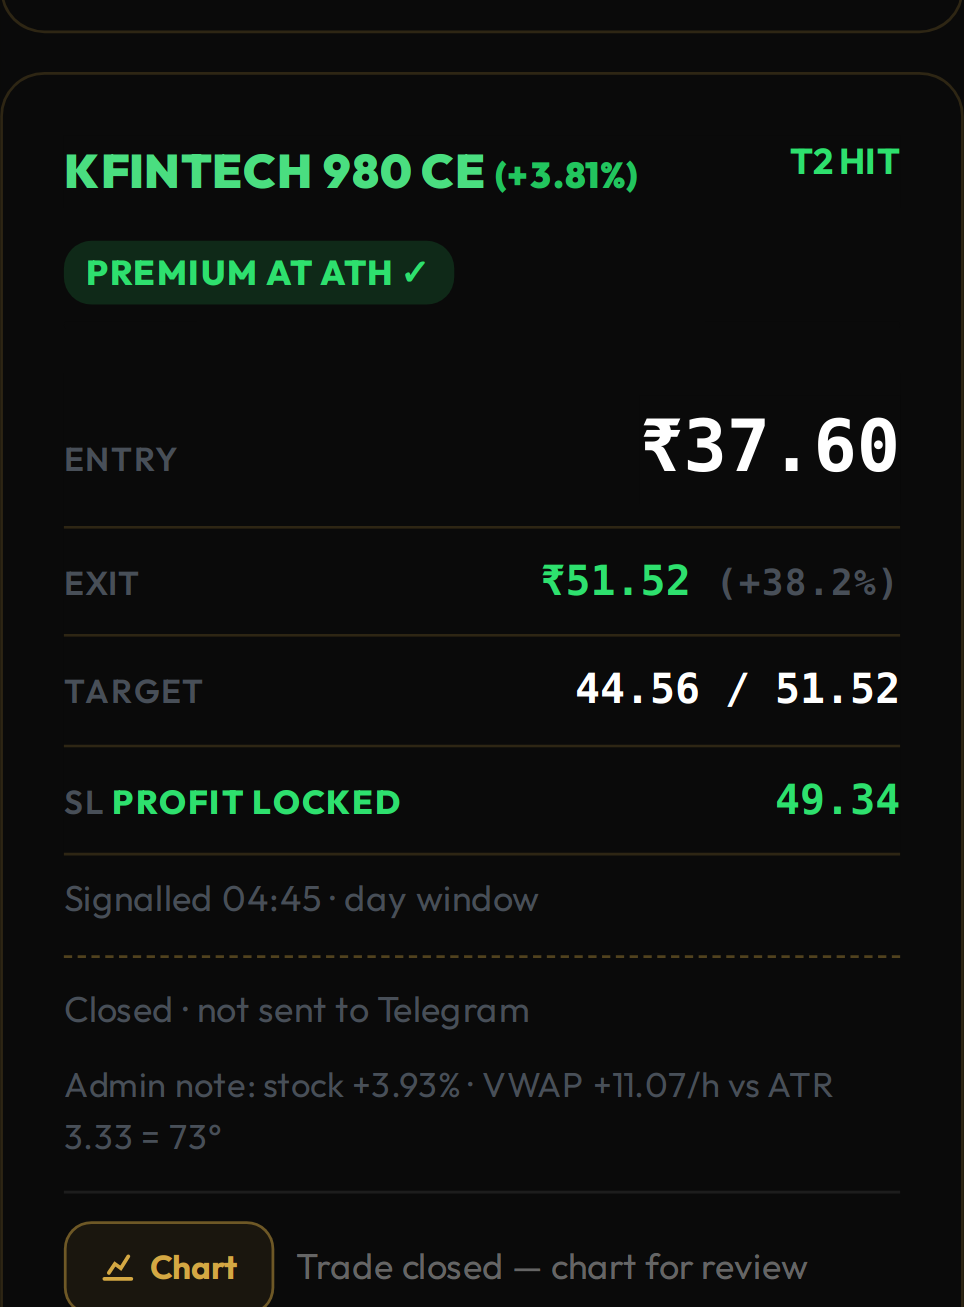 KFINTECH 980 CE (+3.81%) T2 HIT
PREMIUM AT ATH ✓
ENTRY ₹37.60
EXIT ₹51.52 (+38.2%)
TARGET 44.56 / 51.52
SL PROFIT LOCKED 49.34
Signalled 04:45 · day window
Closed · not sent to Telegram
Admin note: stock +3.93% · VWAP +11.07/h vs ATR
3.33 = 73°
Chart Trade closed — chart for review